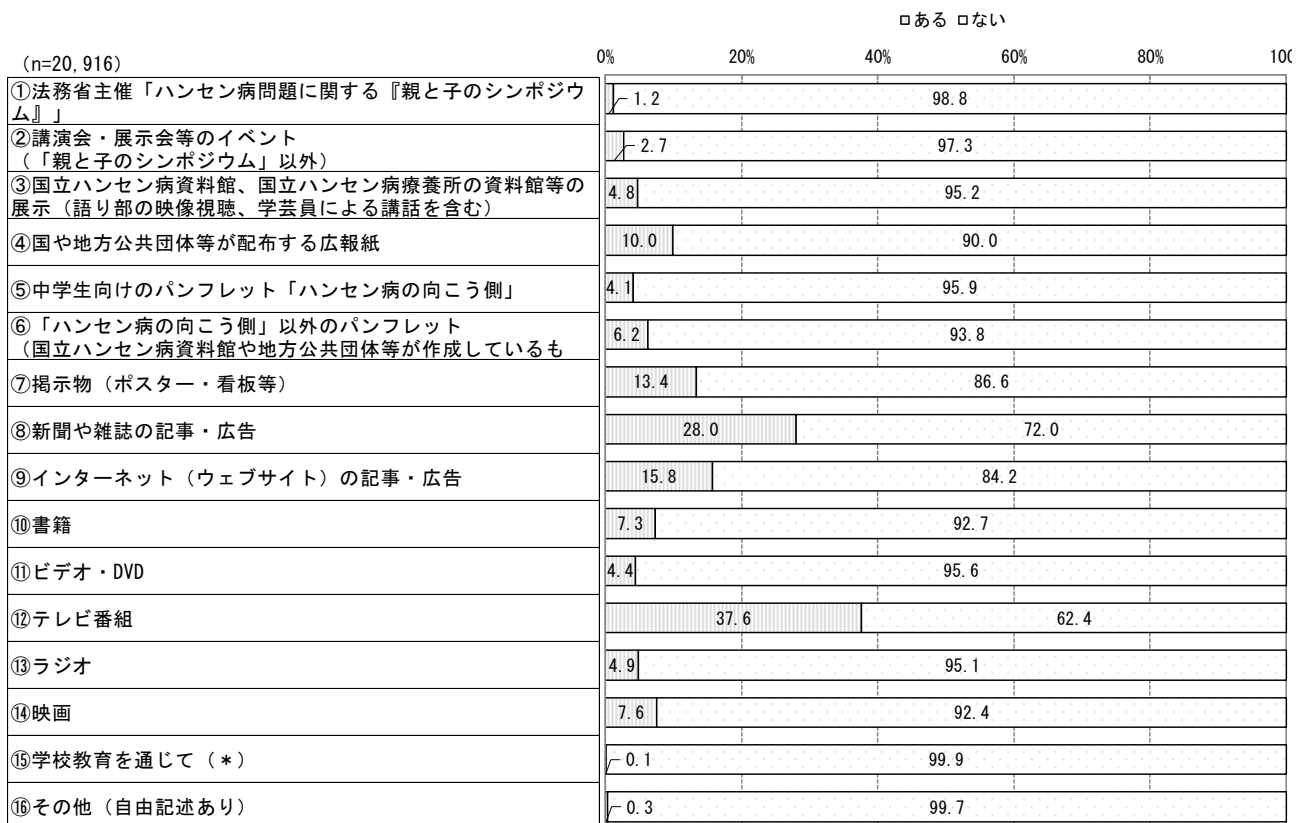 □ある □ない
(n=20,916)
0% 20% 40% 60% 80% 100
①法務省主催「ハンセン病問題に関する『親と子のシンポジウ
ム』」
1.2 98.8
②講演会・展示会等のイベント
(「親と子のシンポジウム」以外)
2.7 97.3
③国立ハンセン病資料館、国立ハンセン病療養所の資料館等の
展示(語り部の映像視聴、学芸員による講話を含む)
4.8 95.2
④国や地方公共団体等が配布する広報紙
10.0 90.0
⑤中学生向けのパンフレット「ハンセン病の向こう側」
4.1 95.9
⑥「ハンセン病の向こう側」以外のパンフレット
(国立ハンセン病資料館や地方公共団体等が作成しているも
6.2 93.8
⑦掲示物(ポスター・看板等)
13.4 86.6
⑧新聞や雑誌の記事・広告
28.0 72.0
⑨インターネット(ウェブサイト)の記事・広告
15.8 84.2
⑩書籍
7.3 92.7
⑪ビデオ・DVD
4.4 95.6
⑫テレビ番組
37.6 62.4
⑬ラジオ
4.9 95.1
⑭映画
7.6 92.4
⑮学校教育を通じて(*)
0.1 99.9
⑯その他(自由記述あり)
0.3 99.7